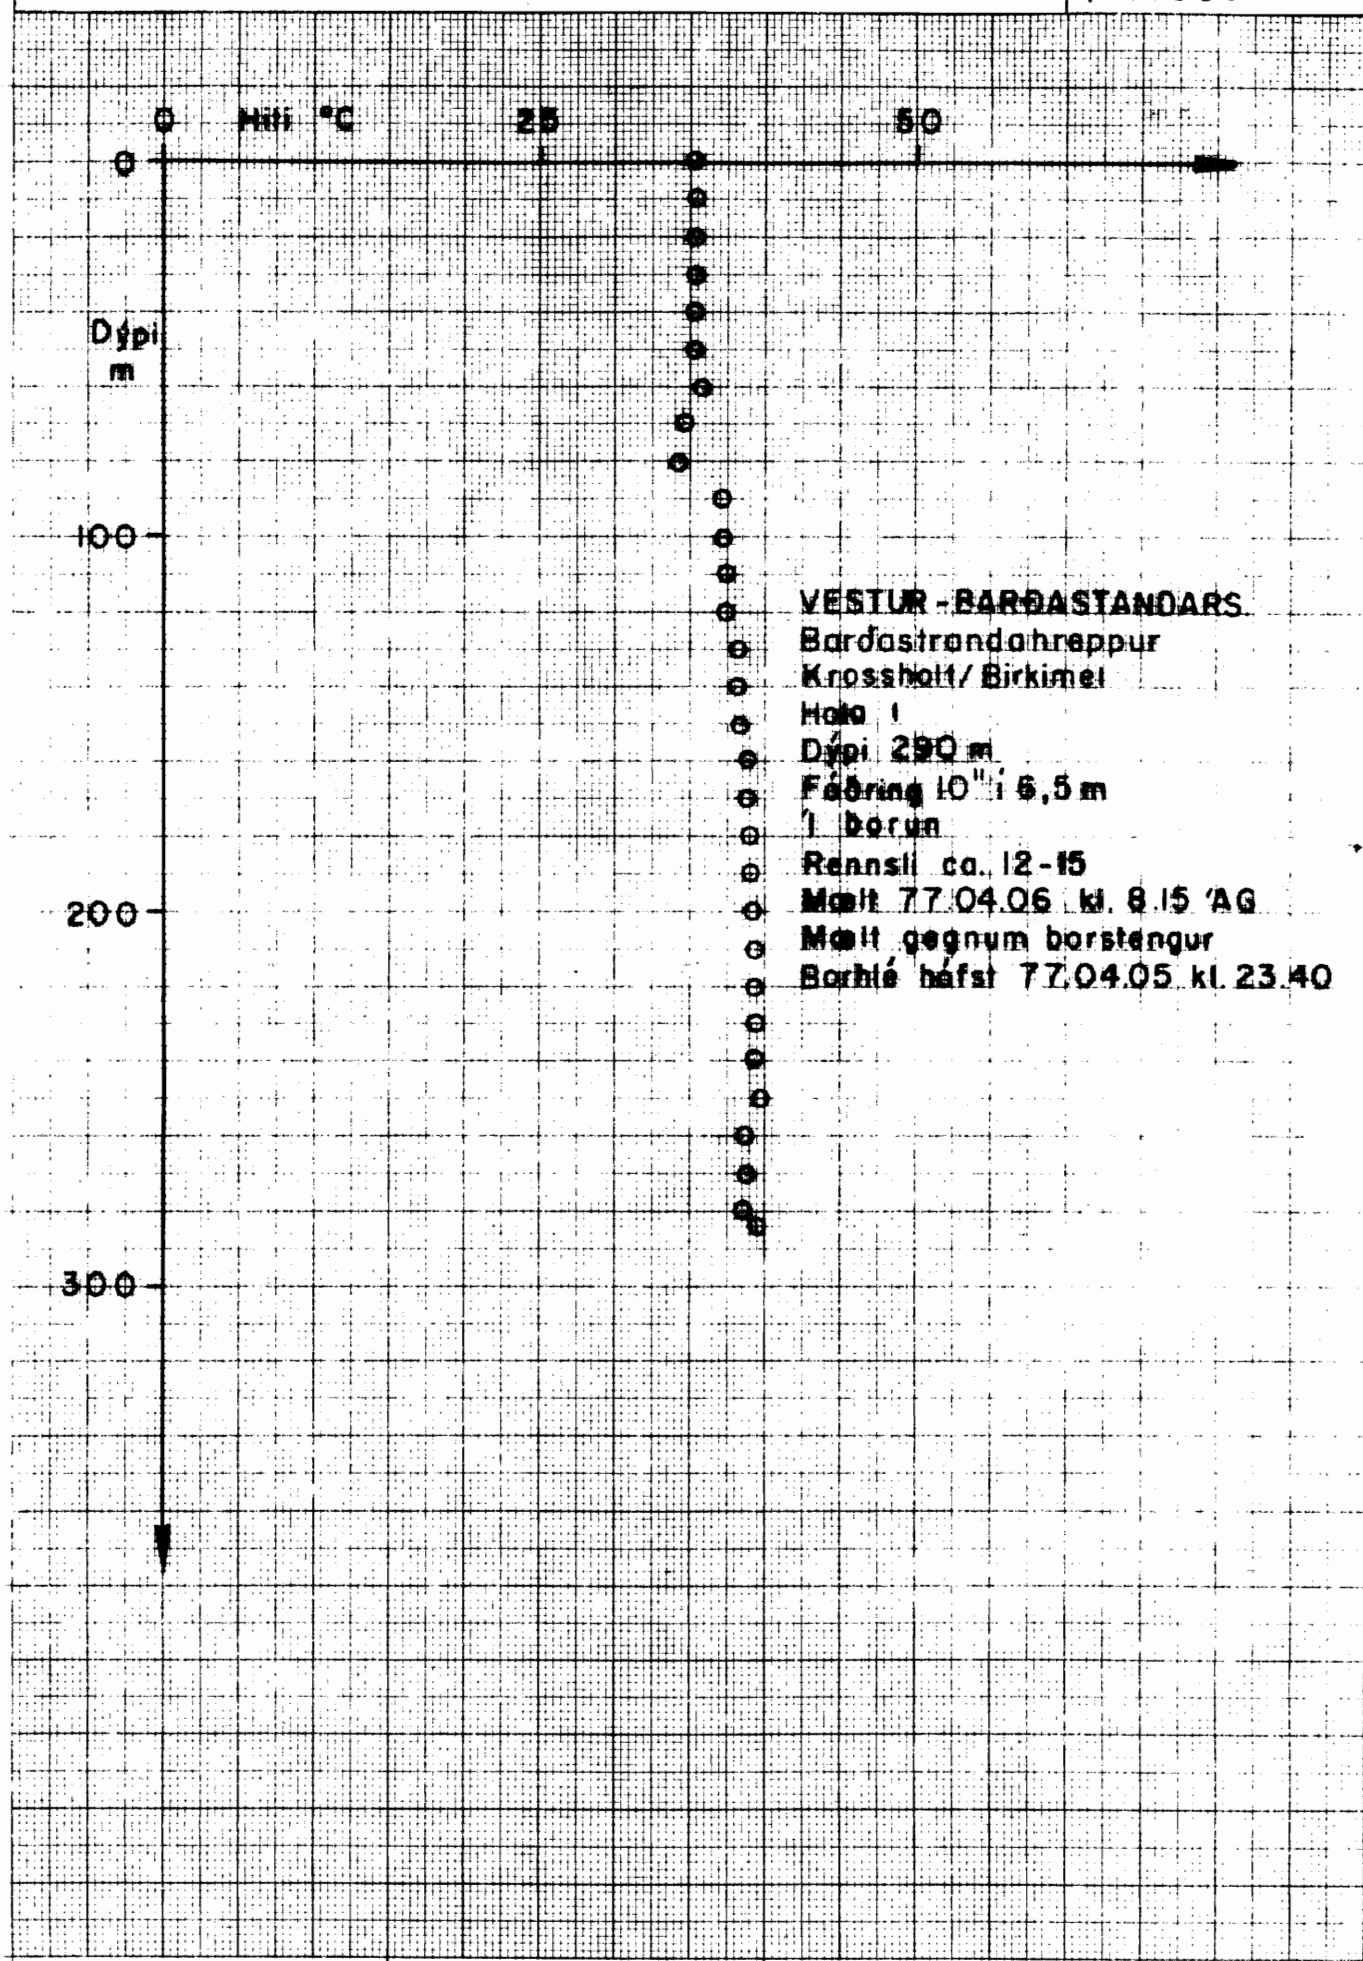 0 Hiti °C 25 50
0
Dýpi
m
100
VESTUR-BARÐASTANDARS.
Barðastrandahreppur
Krossholt/Birkimel
Hola 1
Dýpi 290 m
Fóðring 10" í 6,5 m
Í borun
Rennsli ca. 12-15
Mælt 77.04.06 kl. 8.15 ÁG
200
Mælt gegnum borstengur
Borhlé hófst 77.04.05 kl. 23.40
300